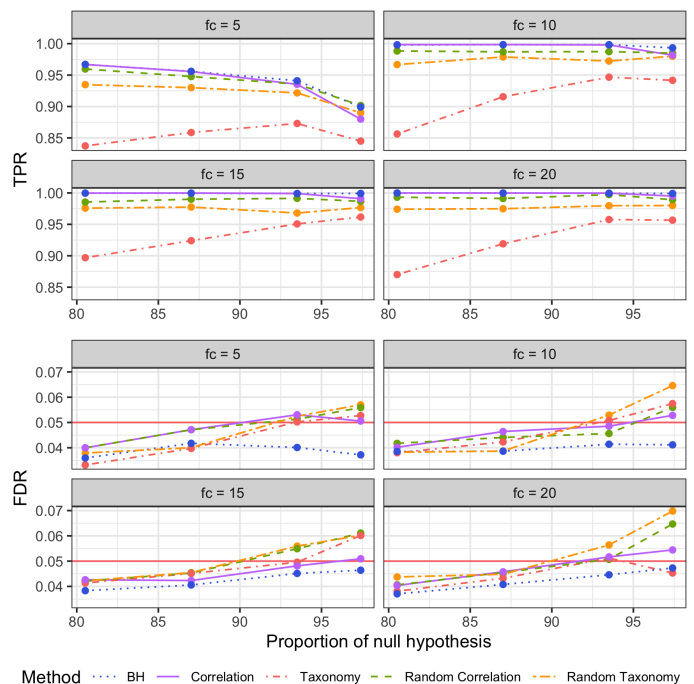 fc = 5
fc = 10
1.00
0.95
0.90
0.85
TPR
fc = 15
fc = 20
1.00
0.95
0.90
0.85
80 85 90 95
80 85 90 95
fc = 5
fc = 10
0.07
0.06
0.05
0.04
FDR
fc = 15
fc = 20
0.07
0.06
0.05
0.04
80 85 90 95
80 85 90 95
Proportion of null hypothesis
Method BH Correlation Taxonomy Random Correlation Random Taxonomy